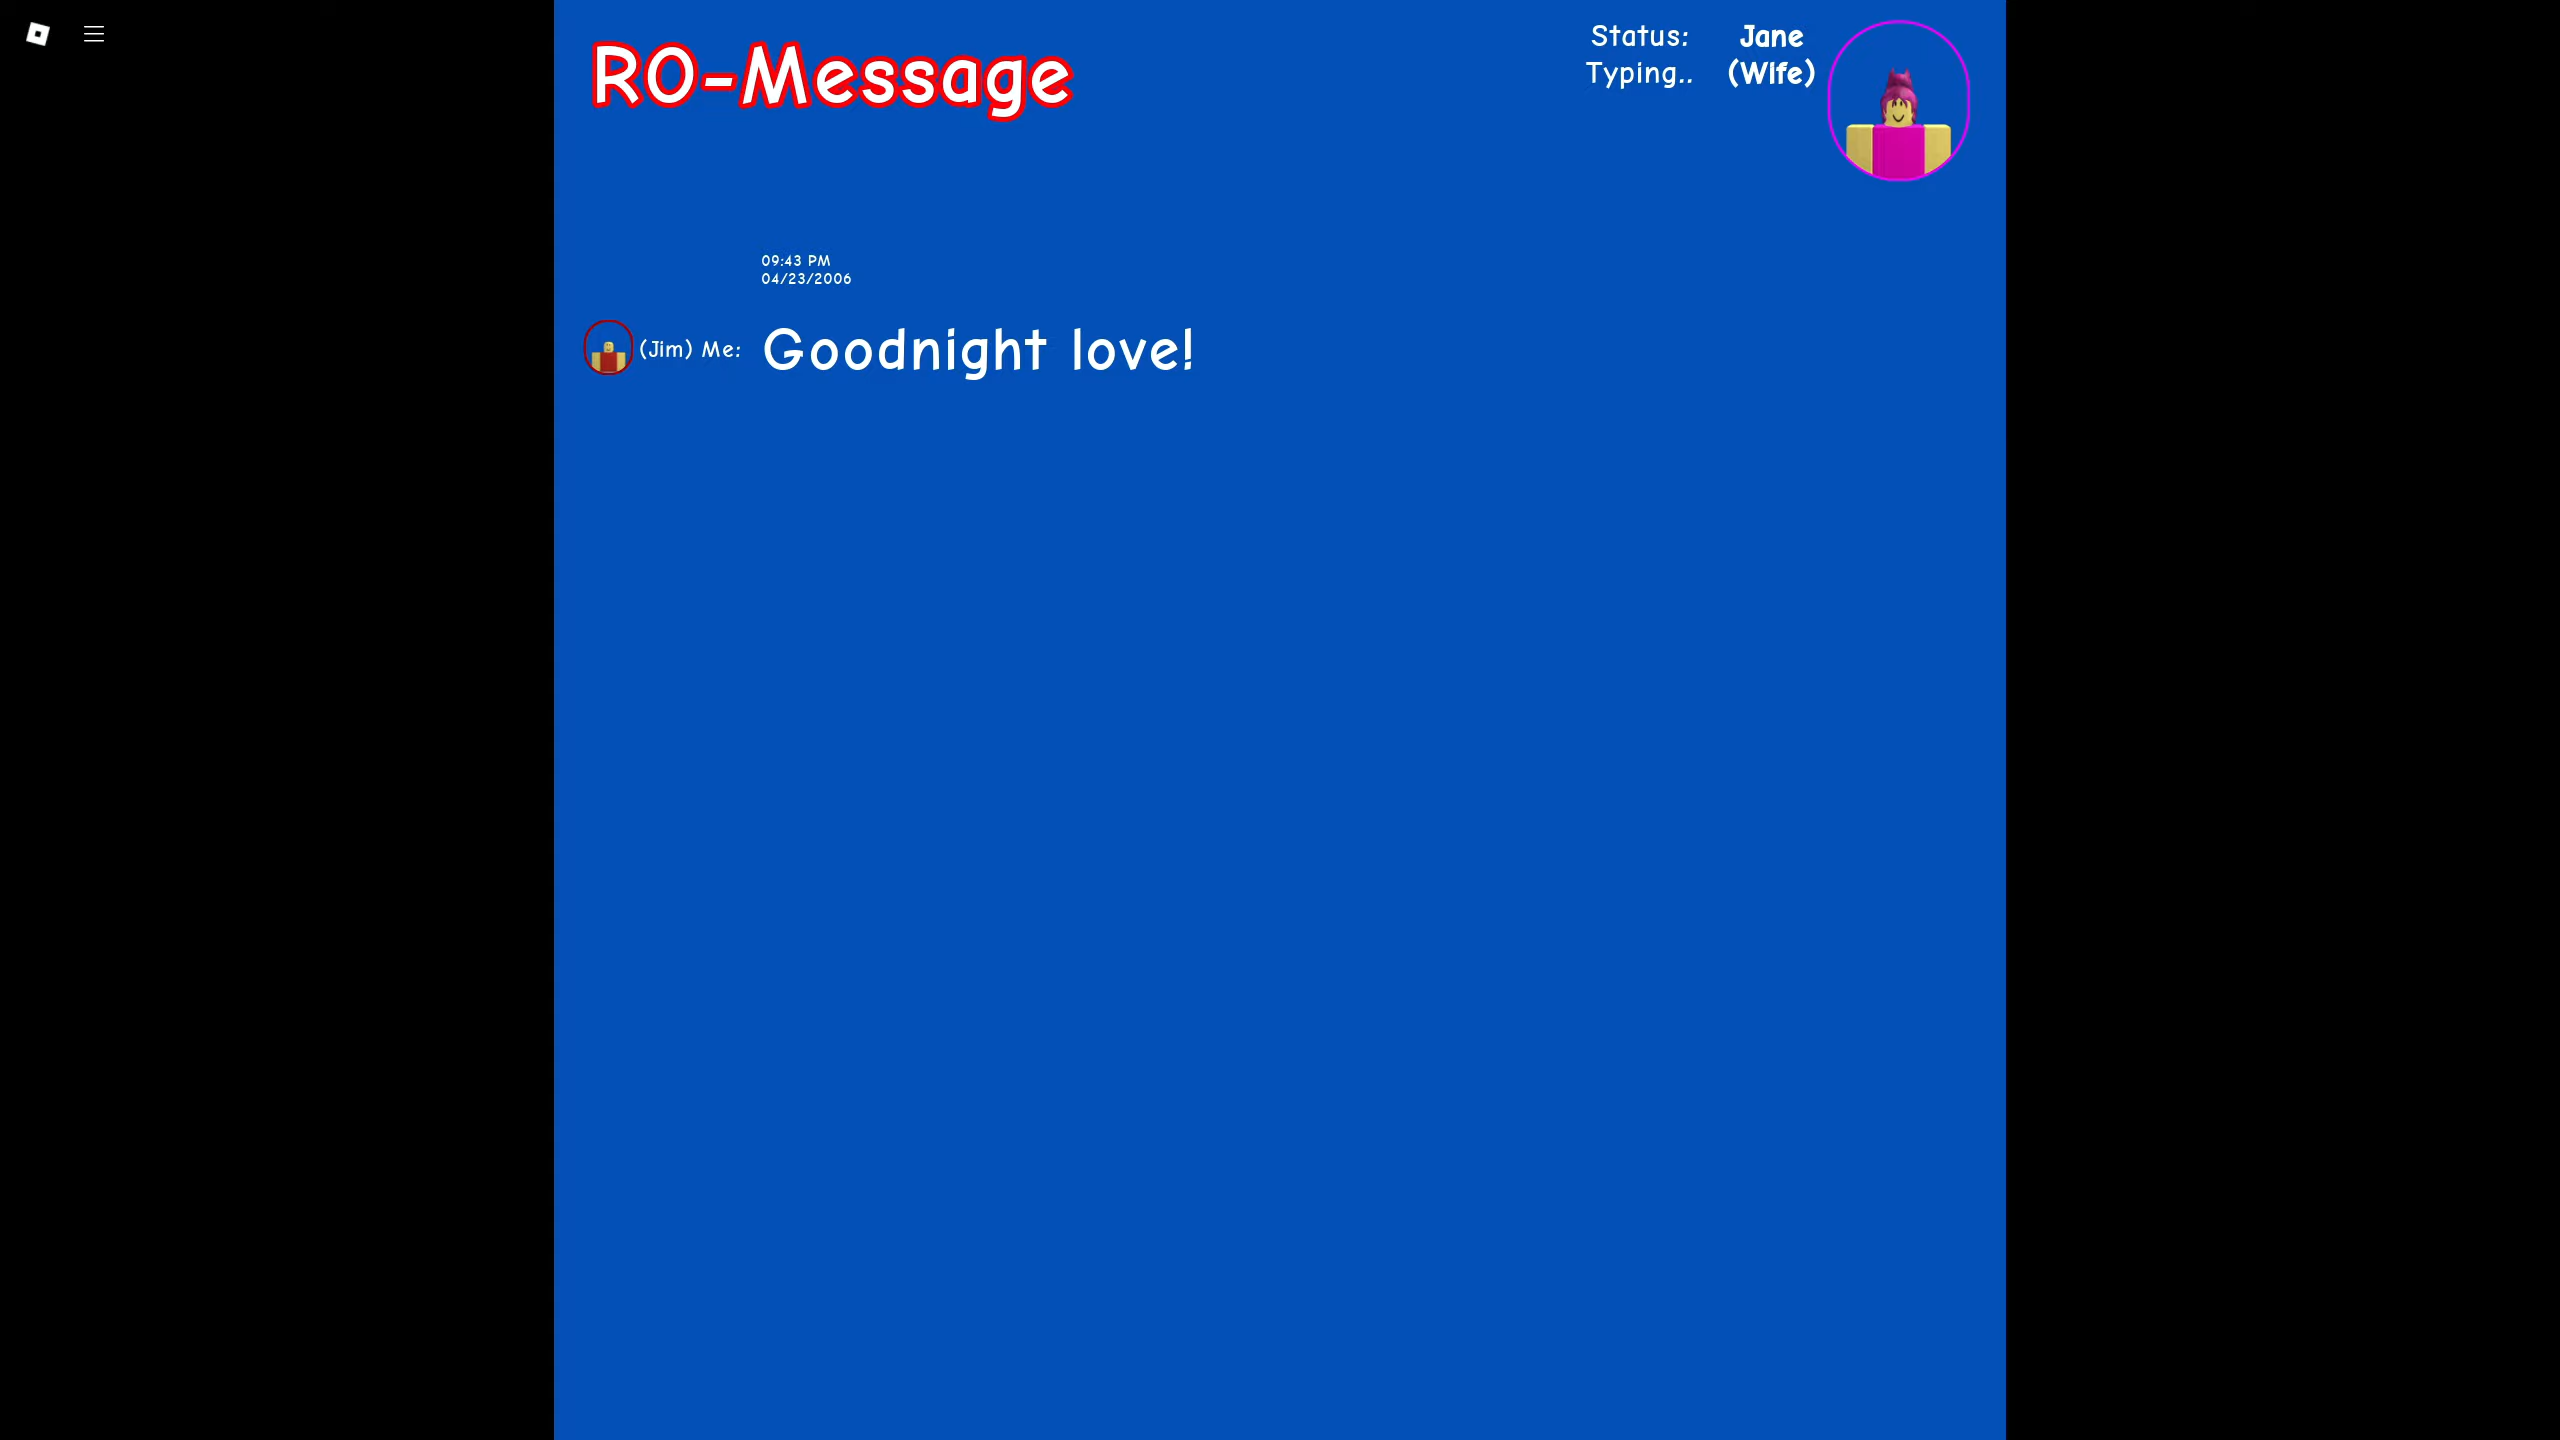 RO-Message
Status:
Typing..
Jane
(Wife)
09:43 PM
04/23/2006
(Jim) Me:
Goodnight love!